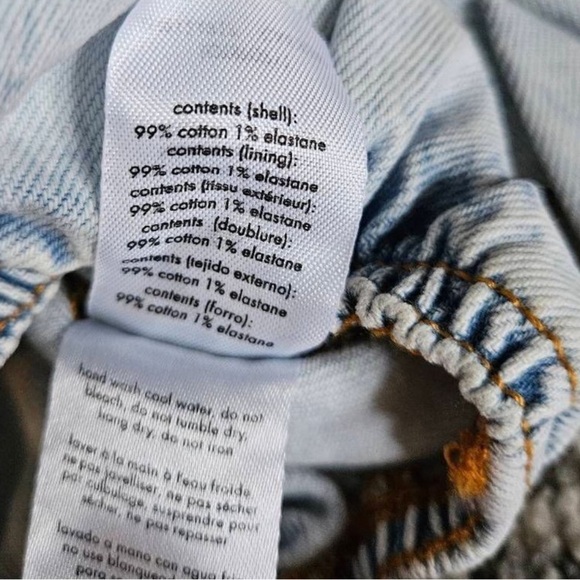 contents (shell):
99% cotton 1% elastane
contents (lining):
99% cotton 1% elastane
contents (tissu extérieur):
99% cotton 1% elastane
contents (doublure):
99% cotton 1% elastane
contents (tejido externo):
99% cotton 1% elastane
contents (forro):
99% cotton 1% elastane
hand wash cool water, do not
bleach, do not tumble dry,
hang dry, do not iron
laver à la main à l'eau froide,
ne pas javelliser, ne pas sécher
par culbutage, suspendre pour
sécher, ne pas repasser
lavado a mano con agua
no use
para